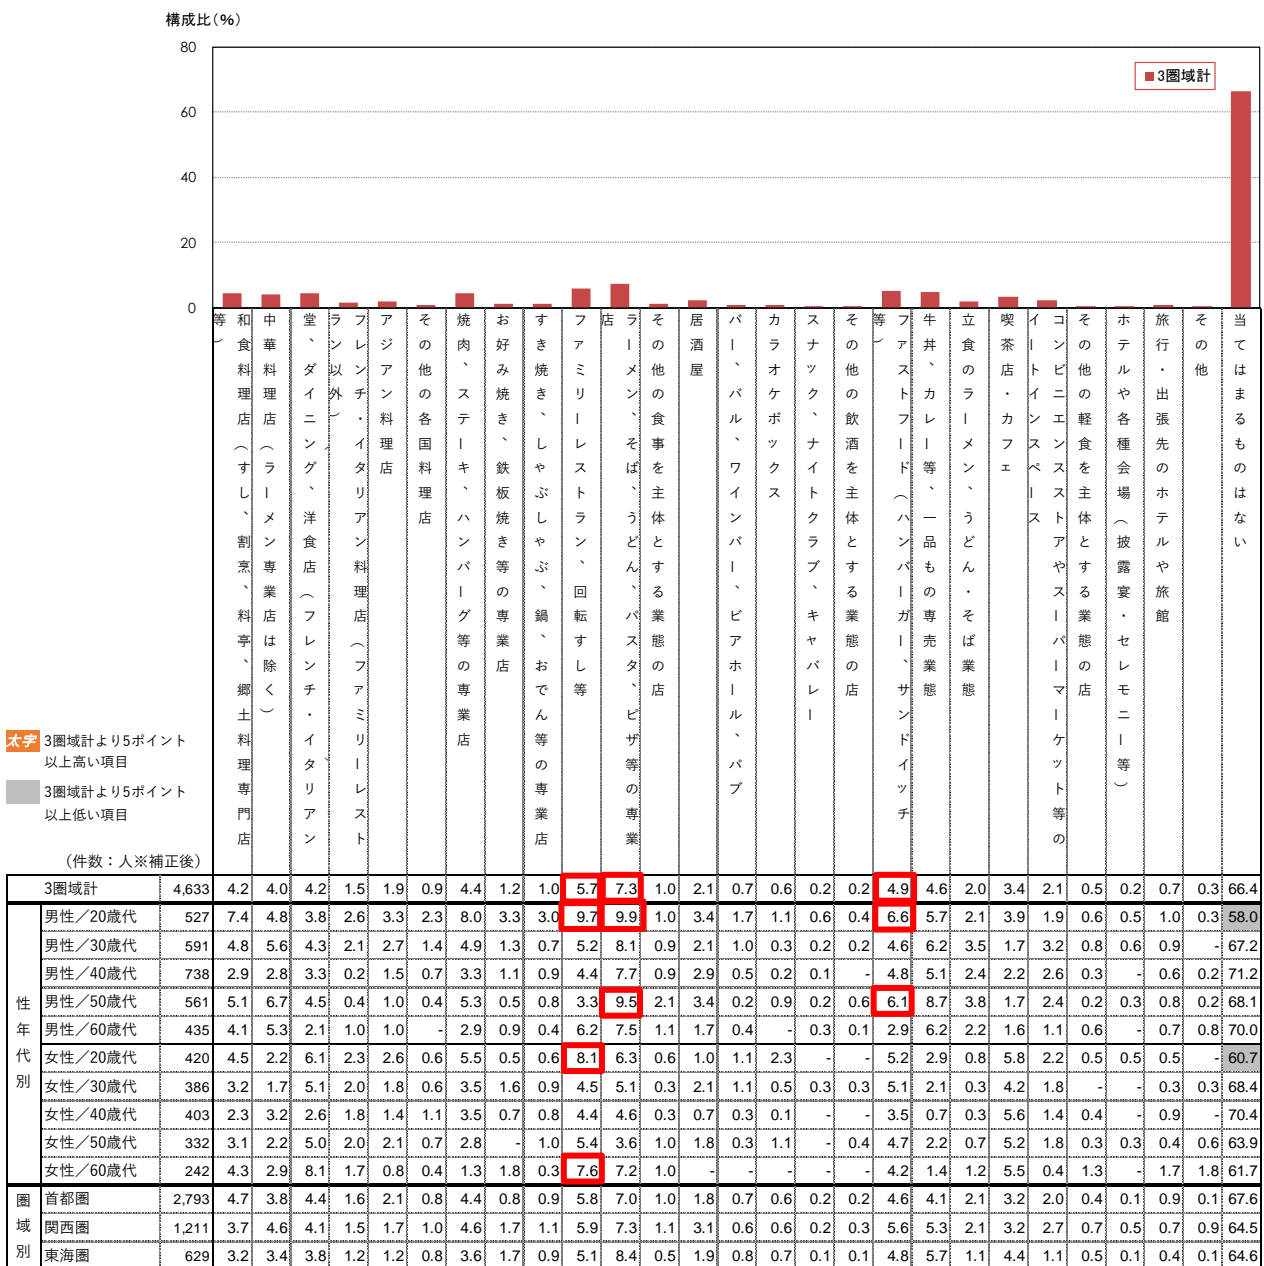 構成比(%)
80
60
40
20
0
■3圏域計
和食料理店(すし、割烹、料亭、郷土料理専門店
等)
中華料理店(ラーメン専業店は除く)
堂、ダイニング、洋食店(フレンチ・イタリアン
フレンチ・イタリアン料理店(ファミリーレスト
ラン以外)
アジアン料理店
その他の各国料理店
焼肉、ステーキ、ハンバーグ等の専業店
お好み焼き、鉄板焼き等の専業店
すき焼き、しゃぶしゃぶ、鍋、おでん等の専業店
ファミリーレストラン、回転すし等
ラーメン、そば、うどん、パスタ、ピザ等の専業
店
その他の食事を主体とする業態の店
居酒屋
バー、バル、ワインバー、ビアホール、パブ
カラオケボックス
スナック、ナイトクラブ、キャバレー
その他の飲酒を主体とする業態の店
ファストフード(ハンバーガー、サンドイッチ
等)
牛丼、カレー等、一品もの専売業態
立食のラーメン、うどん・そば業態
喫茶店・カフェ
コンビニエンスストアやスーパーマーケット等の
イートインスペース
その他の軽食を主体とする業態の店
ホテルや各種会場(披露宴・セレモニー等)
旅行・出張先のホテルや旅館
その他
当てはまるものはない
太字 3圏域計より5ポイント
以上高い項目
3圏域計より5ポイント
以上低い項目
(件数:人※補正後)
3圏域計 4,633 4.2 4.0 4.2 1.5 1.9 0.9 4.4 1.2 1.0 5.7 7.3 1.0 2.1 0.7 0.6 0.2 0.2 4.9 4.6 2.0 3.4 2.1 0.5 0.2 0.7 0.3 66.4
性年代別
男性/20歳代 527 7.4 4.8 3.8 2.6 3.3 2.3 8.0 3.3 3.0 9.7 9.9 1.0 3.4 1.7 1.1 0.6 0.4 6.6 5.7 2.1 3.9 1.9 0.6 0.5 1.0 0.3 58.0
男性/30歳代 591 4.8 5.6 4.3 2.1 2.7 1.4 4.9 1.3 0.7 5.2 8.1 0.9 2.1 1.0 0.3 0.2 0.2 4.6 6.2 3.5 1.7 3.2 0.8 0.6 0.9 - 67.2
男性/40歳代 738 2.9 2.8 3.3 0.2 1.5 0.7 3.3 1.1 0.9 4.4 7.7 0.9 2.9 0.5 0.2 0.1 - 4.8 5.1 2.4 2.2 2.6 0.3 - 0.6 0.2 71.2
男性/50歳代 561 5.1 6.7 4.5 0.4 1.0 0.4 5.3 0.5 0.8 3.3 9.5 2.1 3.4 0.2 0.9 0.2 0.6 6.1 8.7 3.8 1.7 2.4 0.2 0.3 0.8 0.2 68.1
男性/60歳代 435 4.1 5.3 2.1 1.0 1.0 - 2.9 0.9 0.4 6.2 7.5 1.1 1.7 0.4 - 0.3 0.1 2.9 6.2 2.2 1.6 1.1 0.6 - 0.7 0.8 70.0
女性/20歳代 420 4.5 2.2 6.1 2.3 2.6 0.6 5.5 0.5 0.6 8.1 6.3 0.6 1.0 1.1 2.3 - - 5.2 2.9 0.8 5.8 2.2 0.5 0.5 0.5 - 60.7
女性/30歳代 386 3.2 1.7 5.1 2.0 1.8 0.6 3.5 1.6 0.9 4.5 5.1 0.3 2.1 1.1 0.5 0.3 0.3 5.1 2.1 0.3 4.2 1.8 - - 0.3 0.3 68.4
女性/40歳代 403 2.3 3.2 2.6 1.8 1.4 1.1 3.5 0.7 0.8 4.4 4.6 0.3 0.7 0.3 0.1 - - 3.5 0.7 0.3 5.6 1.4 0.4 - 0.9 - 70.4
女性/50歳代 332 3.1 2.2 5.0 2.0 2.1 0.7 2.8 - 1.0 5.4 3.6 1.0 1.8 0.3 1.1 - 0.4 4.7 2.2 0.7 5.2 1.8 0.3 0.3 0.4 0.6 63.9
女性/60歳代 242 4.3 2.9 8.1 1.7 0.8 0.4 1.3 1.8 0.3 7.6 7.2 1.0 - - - - - 4.2 1.4 1.2 5.5 0.4 1.3 - 1.7 1.8 61.7
圏域別
首都圏 2,793 4.7 3.8 4.4 1.6 2.1 0.8 4.4 0.8 0.9 5.8 7.0 1.0 1.8 0.7 0.6 0.2 0.2 4.6 4.1 2.1 3.2 2.0 0.4 0.1 0.9 0.1 67.6
関西圏 1,211 3.7 4.6 4.1 1.5 1.7 1.0 4.6 1.7 1.1 5.9 7.3 1.1 3.1 0.6 0.6 0.2 0.3 5.6 5.3 2.1 3.2 2.7 0.7 0.5 0.7 0.9 64.5
東海圏 629 3.2 3.4 3.8 1.2 1.2 0.8 3.6 1.7 0.9 5.1 8.4 0.5 1.9 0.8 0.7 0.1 0.1 4.8 5.7 1.1 4.4 1.1 0.5 0.1 0.4 0.1 64.6